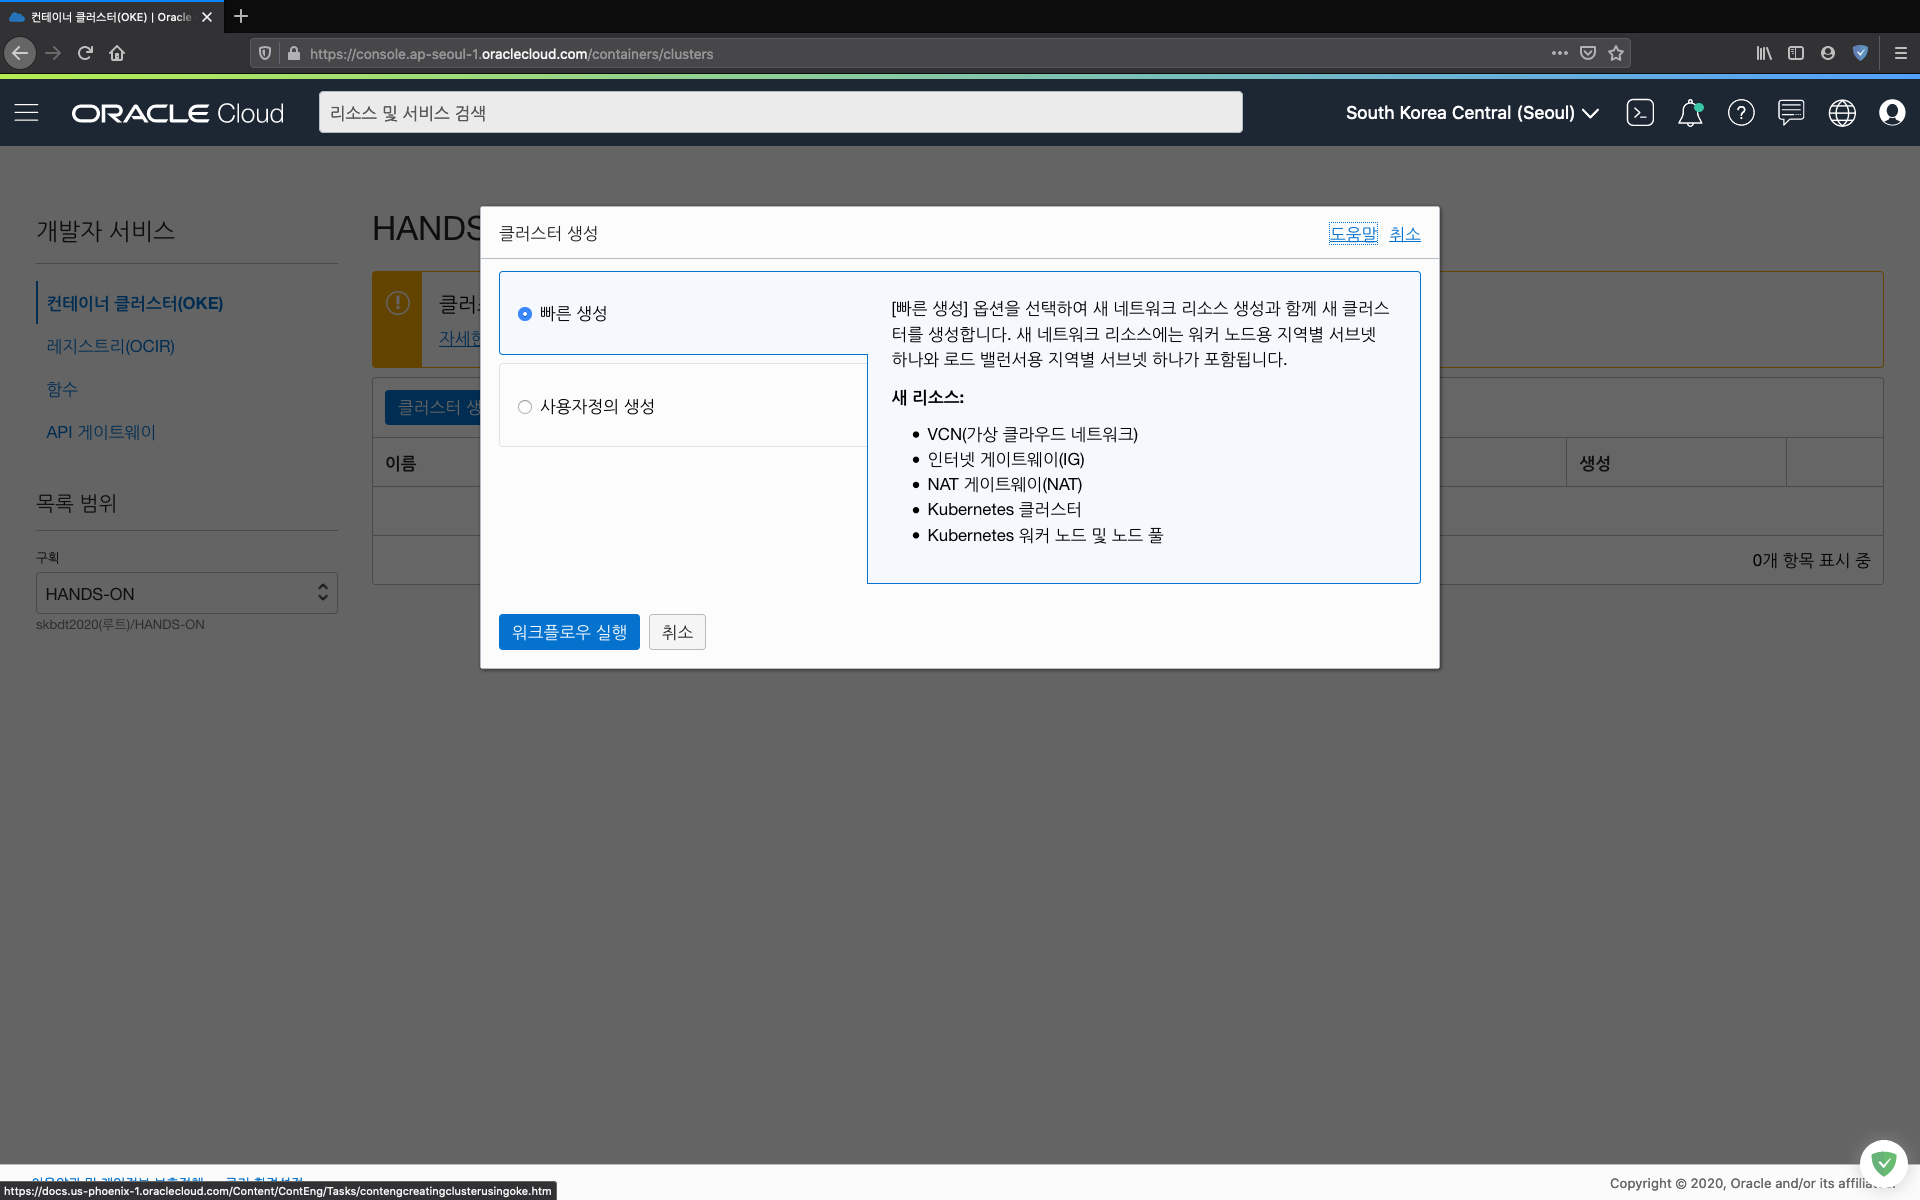 컨테이너 클러스터(OKE) | Oracle
https://console.ap-seoul-1.oraclecloud.com/containers/clusters
ORACLE Cloud
리소스 및 서비스 검색
South Korea Central (Seoul)
개발자 서비스
컨테이너 클러스터(OKE)
레지스트리(OCIR)
함수
API 게이트웨이
목록 범위
구획
HANDS-ON
skbdt2020(루트)/HANDS-ON
HANDS
클러
자세한
클러스터 생
이름
생성
0개 항목 표시 중
클러스터 생성
도움말 취소
빠른 생성
사용자정의 생성
[빠른 생성] 옵션을 선택하여 새 네트워크 리소스 생성과 함께 새 클러스
터를 생성합니다. 새 네트워크 리소스에는 워커 노드용 지역별 서브넷
하나와 로드 밸런서용 지역별 서브넷 하나가 포함됩니다.
새 리소스:
• VCN(가상 클라우드 네트워크)
• 인터넷 게이트웨이(IG)
• NAT 게이트웨이(NAT)
• Kubernetes 클러스터
• Kubernetes 워커 노드 및 노드 풀
워크플로우 실행
취소
https://docs.us-phoenix-1.oraclecloud.com/Content/ContEng/Tasks/contengcreatingclusterusingoke.htm
Copyright © 2020, Oracle and/or its affilia